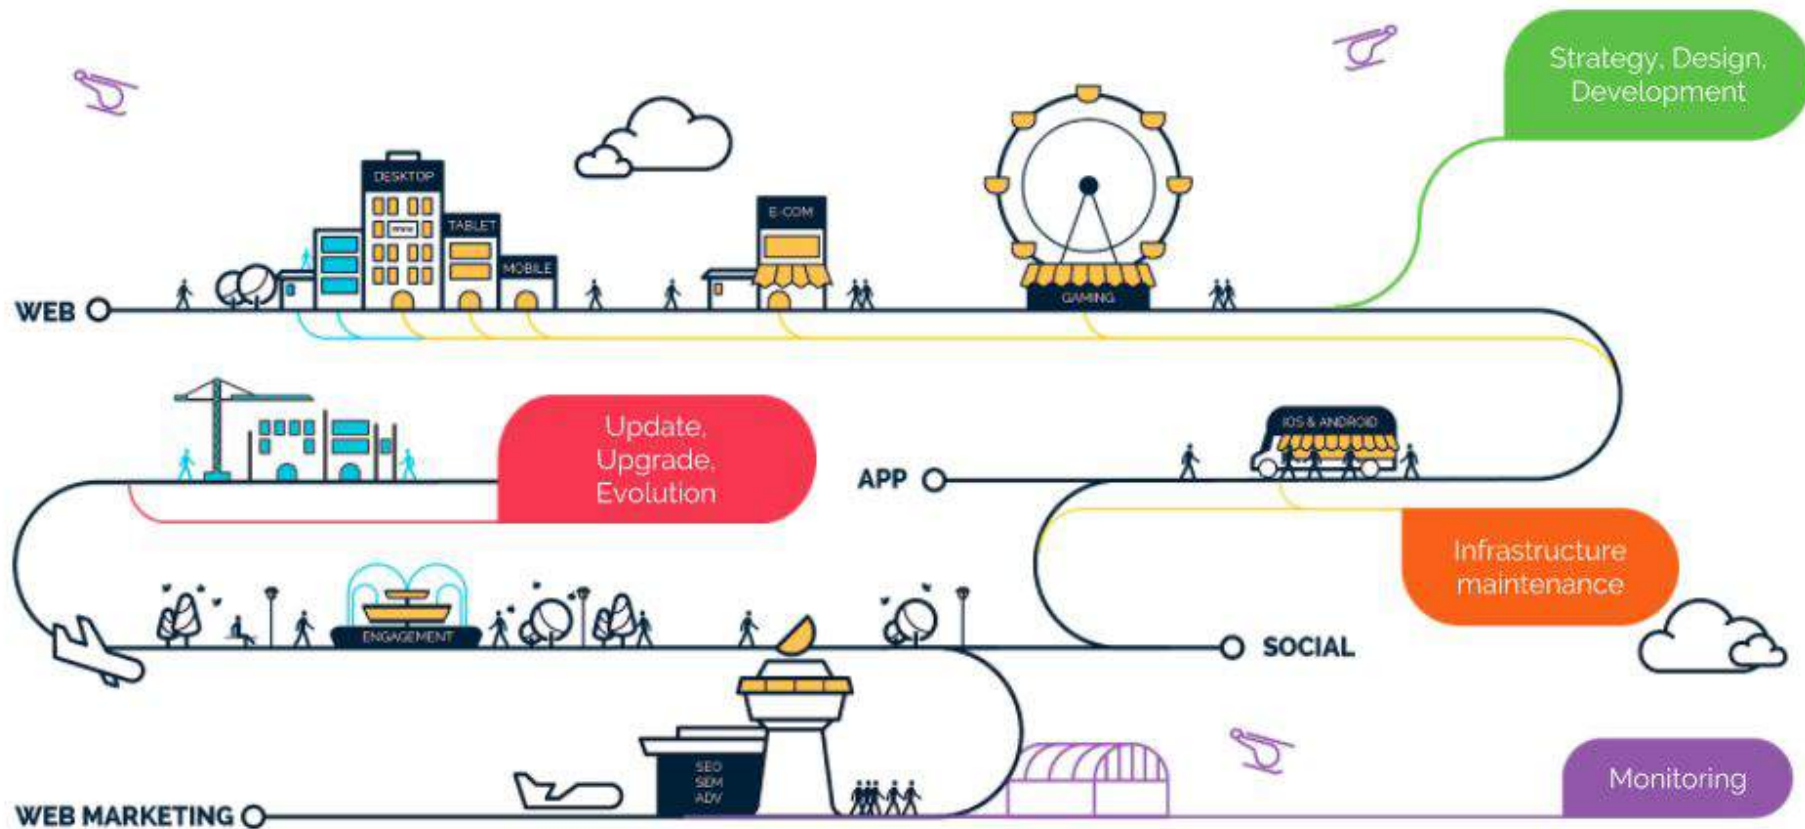 Strategy, Design,
Development
DESKTOP
www
TABLET
MOBILE
E-COM
GAMING
WEB
Update,
Upgrade,
Evolution
IOS & ANDROID
APP
Infrastructure
maintenance
ENGAGEMENT
SOCIAL
SEO
SEM
ADV
Monitoring
WEB MARKETING